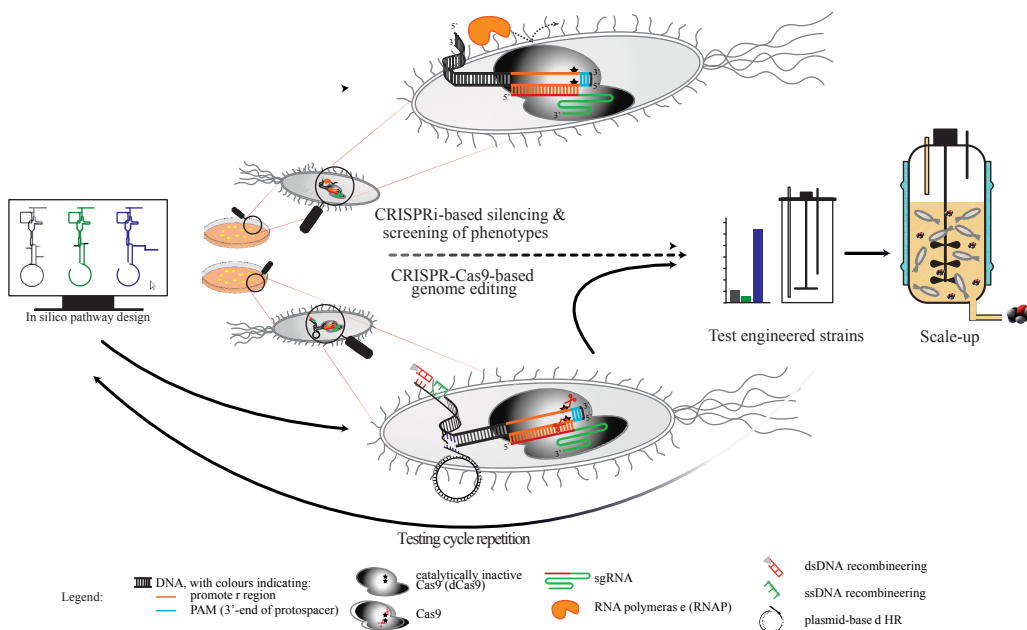 5'
3'
3'
5'
5'
3'
CRISPRi-based silencing &
screening of phenotypes
CRISPR-Cas9-based
genome editing
In silico pathway design
Test engineered strains
Scale-up
3'
5'
5'
3'
Testing cycle repetition
Legend:
DNA, with colours indicating:
promote r region
PAM (3'-end of protospacer)
catalytically inactive
Cas9 (dCas9)
Cas9
sgRNA
RNA polymeras e (RNAP)
dsDNA recombineering
ssDNA recombineering
plasmid-base d HR